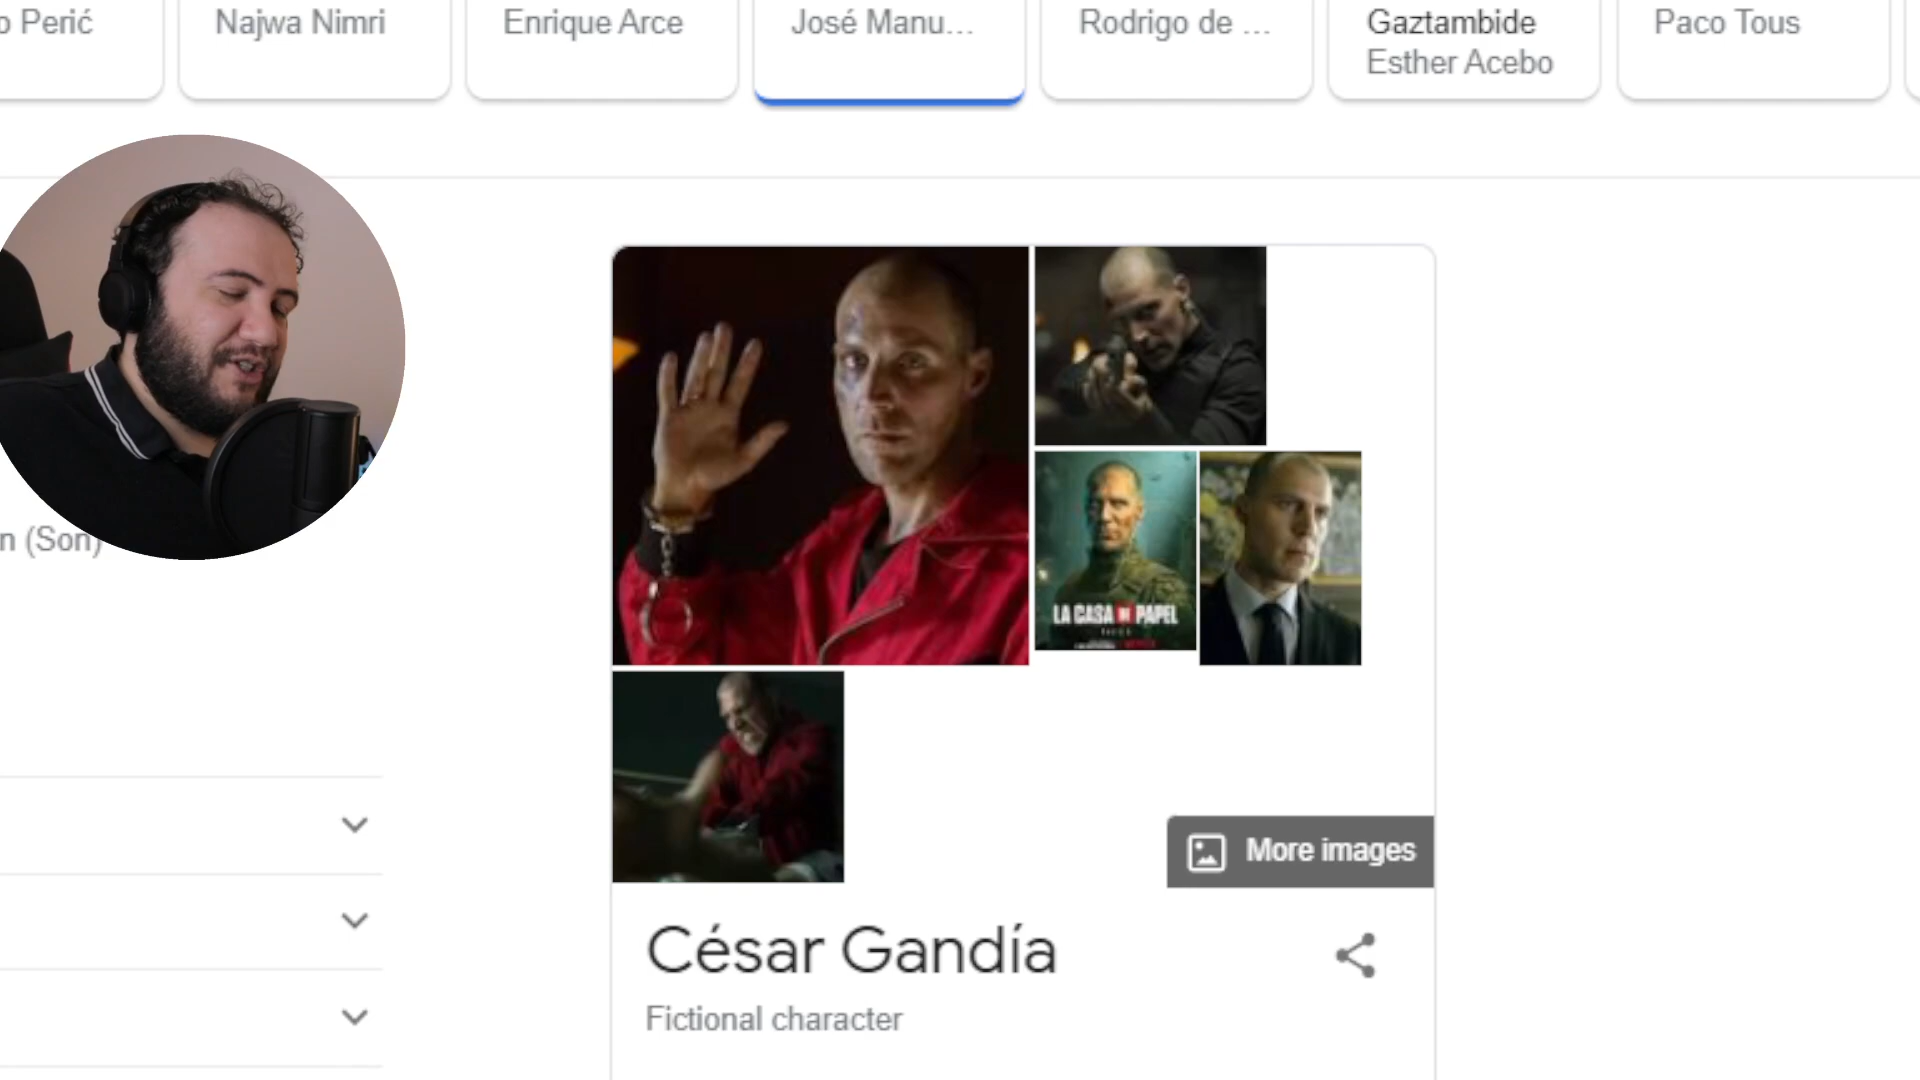 o Perić
Najwa Nimri
Enrique Arce
José Manu...
Rodrigo de ...
Gaztambide
Esther Acebo
Paco Tous
n (Son)
LA CASA DE PAPEL
More images
César Gandía
Fictional character